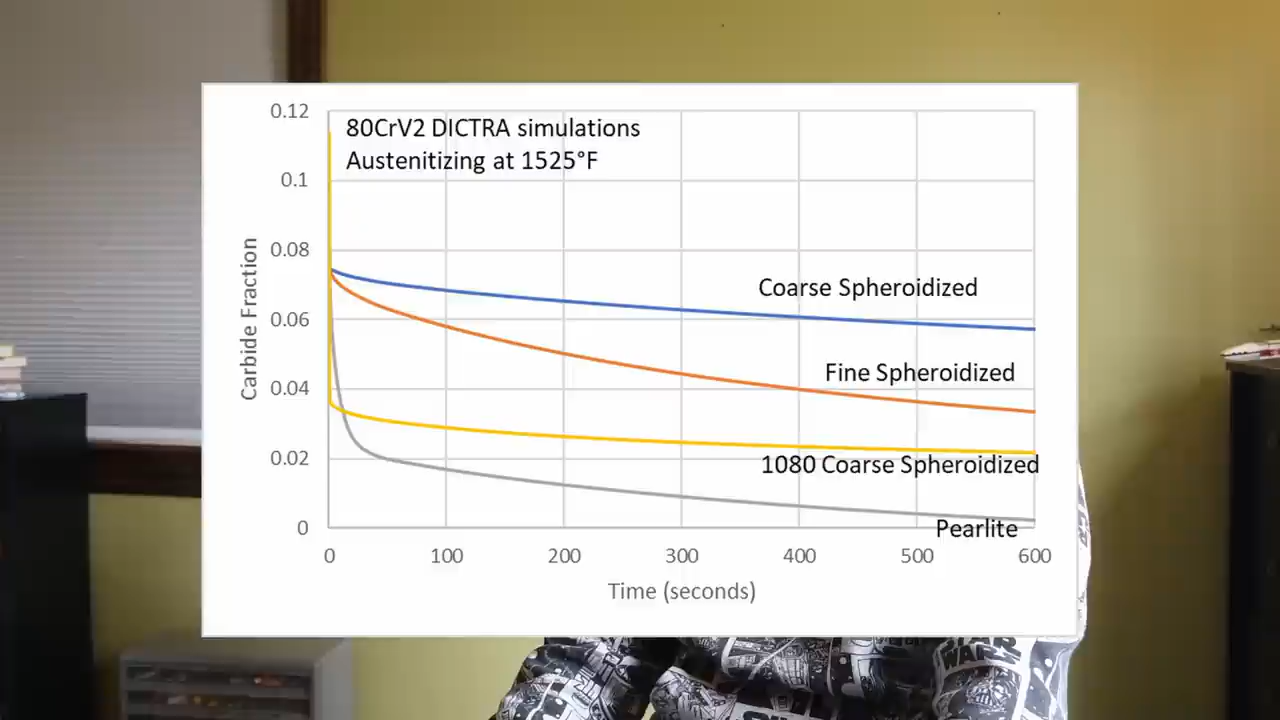 80CrV2 DICTRA simulations
Austenitizing at 1525°F
0.12
0.1
0.08
0.06
0.04
0.02
0
Carbide Fraction
Coarse Spheroidized
Fine Spheroidized
1080 Coarse Spheroidized
Pearlite
0 100 200 300 400 500 600
Time (seconds)
WARS